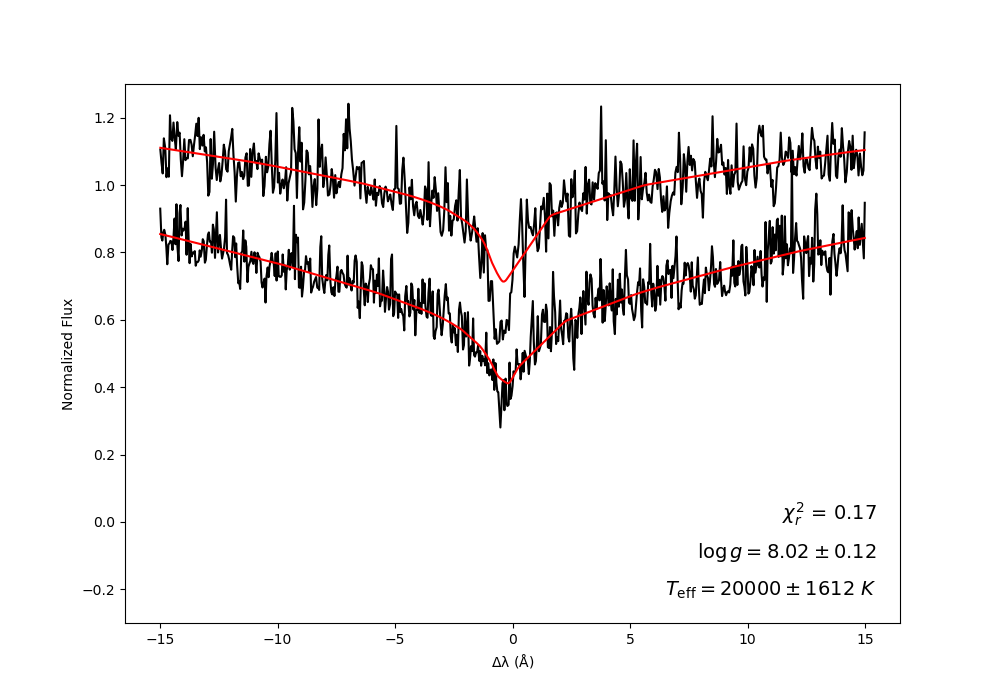 1.2
1.0
0.8
0.6
0.4
0.2
0.0
−0.2
Normalized Flux
χ²ᵣ = 0.17
log g = 8.02 ± 0.12
T_eff = 20000 ± 1612 K
−15 −10 −5 0 5 10 15
Δλ (Å)